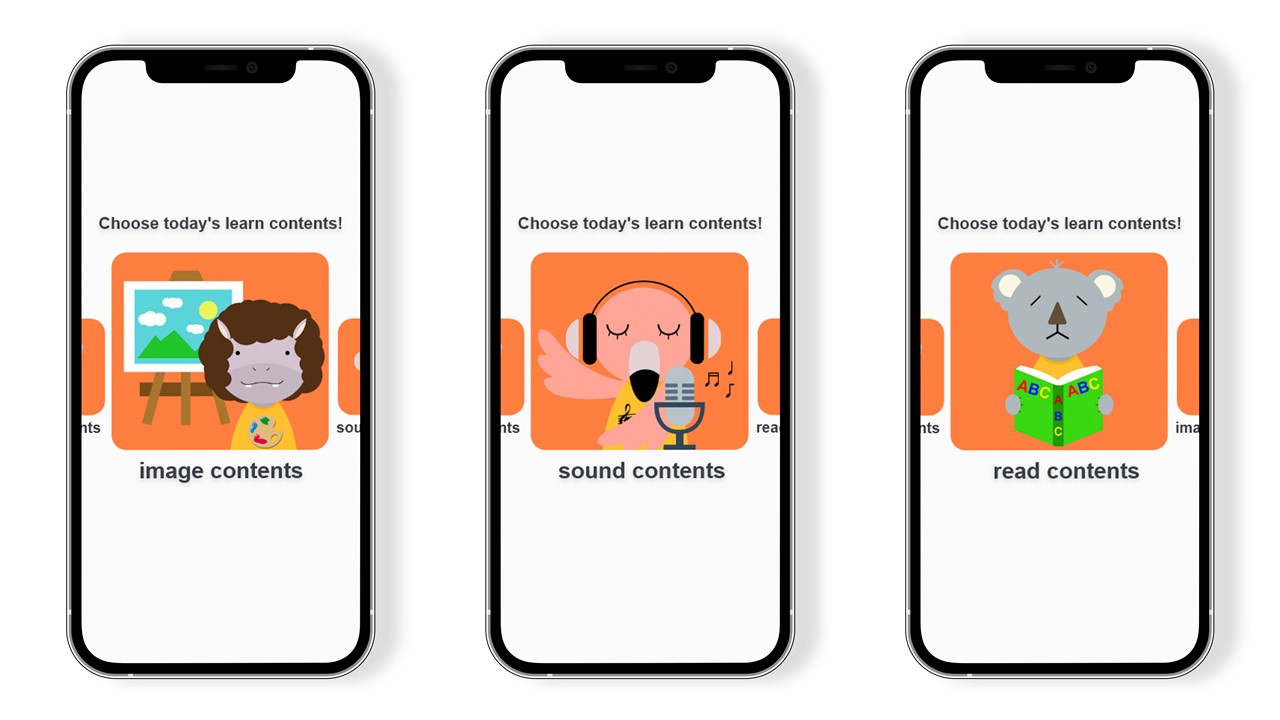 Choose today's learn contents!
nts
sou
image contents
Choose today's learn contents!
nts
rea
sound contents
Choose today's learn contents!
ABC
ABC
A
B
C
nts
ima
read contents